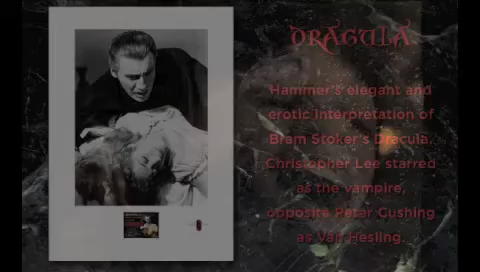 DRACULA
Hammer's elegant and
erotic interpretation of
Bram Stoker's Dracula.
Christopher Lee starred
as the vampire,
opposite Peter Cushing
as Van Hesling.